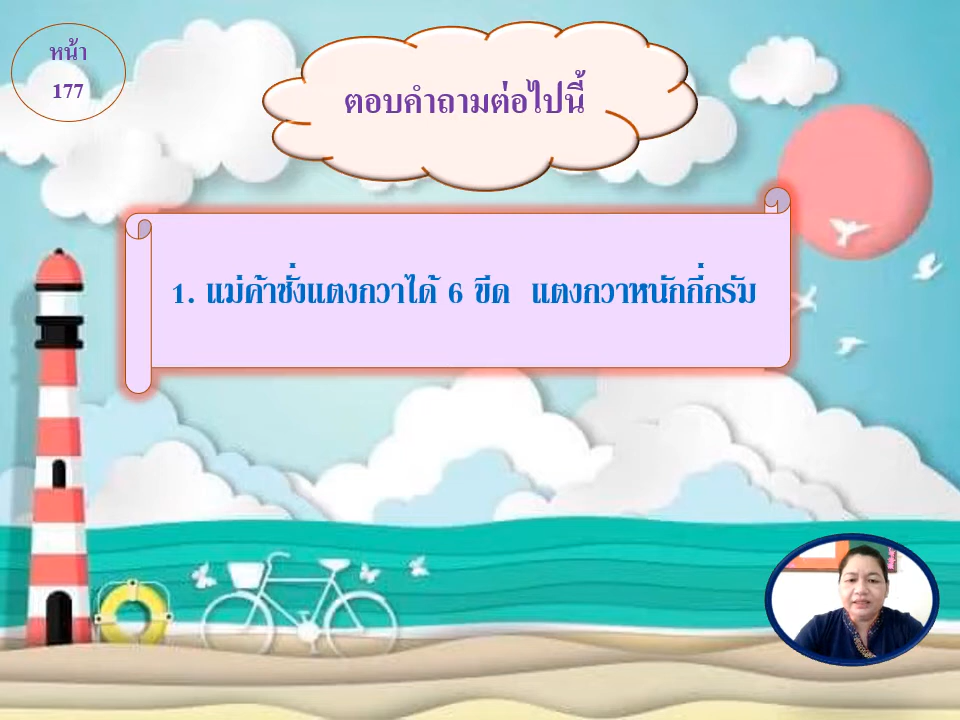 หน้า
177
ตอบคำถามต่อไปนี้
1. แม่ค้าชั่งแตงกวาได้ 6 ขีด แตงกวาหนักกี่กรัม